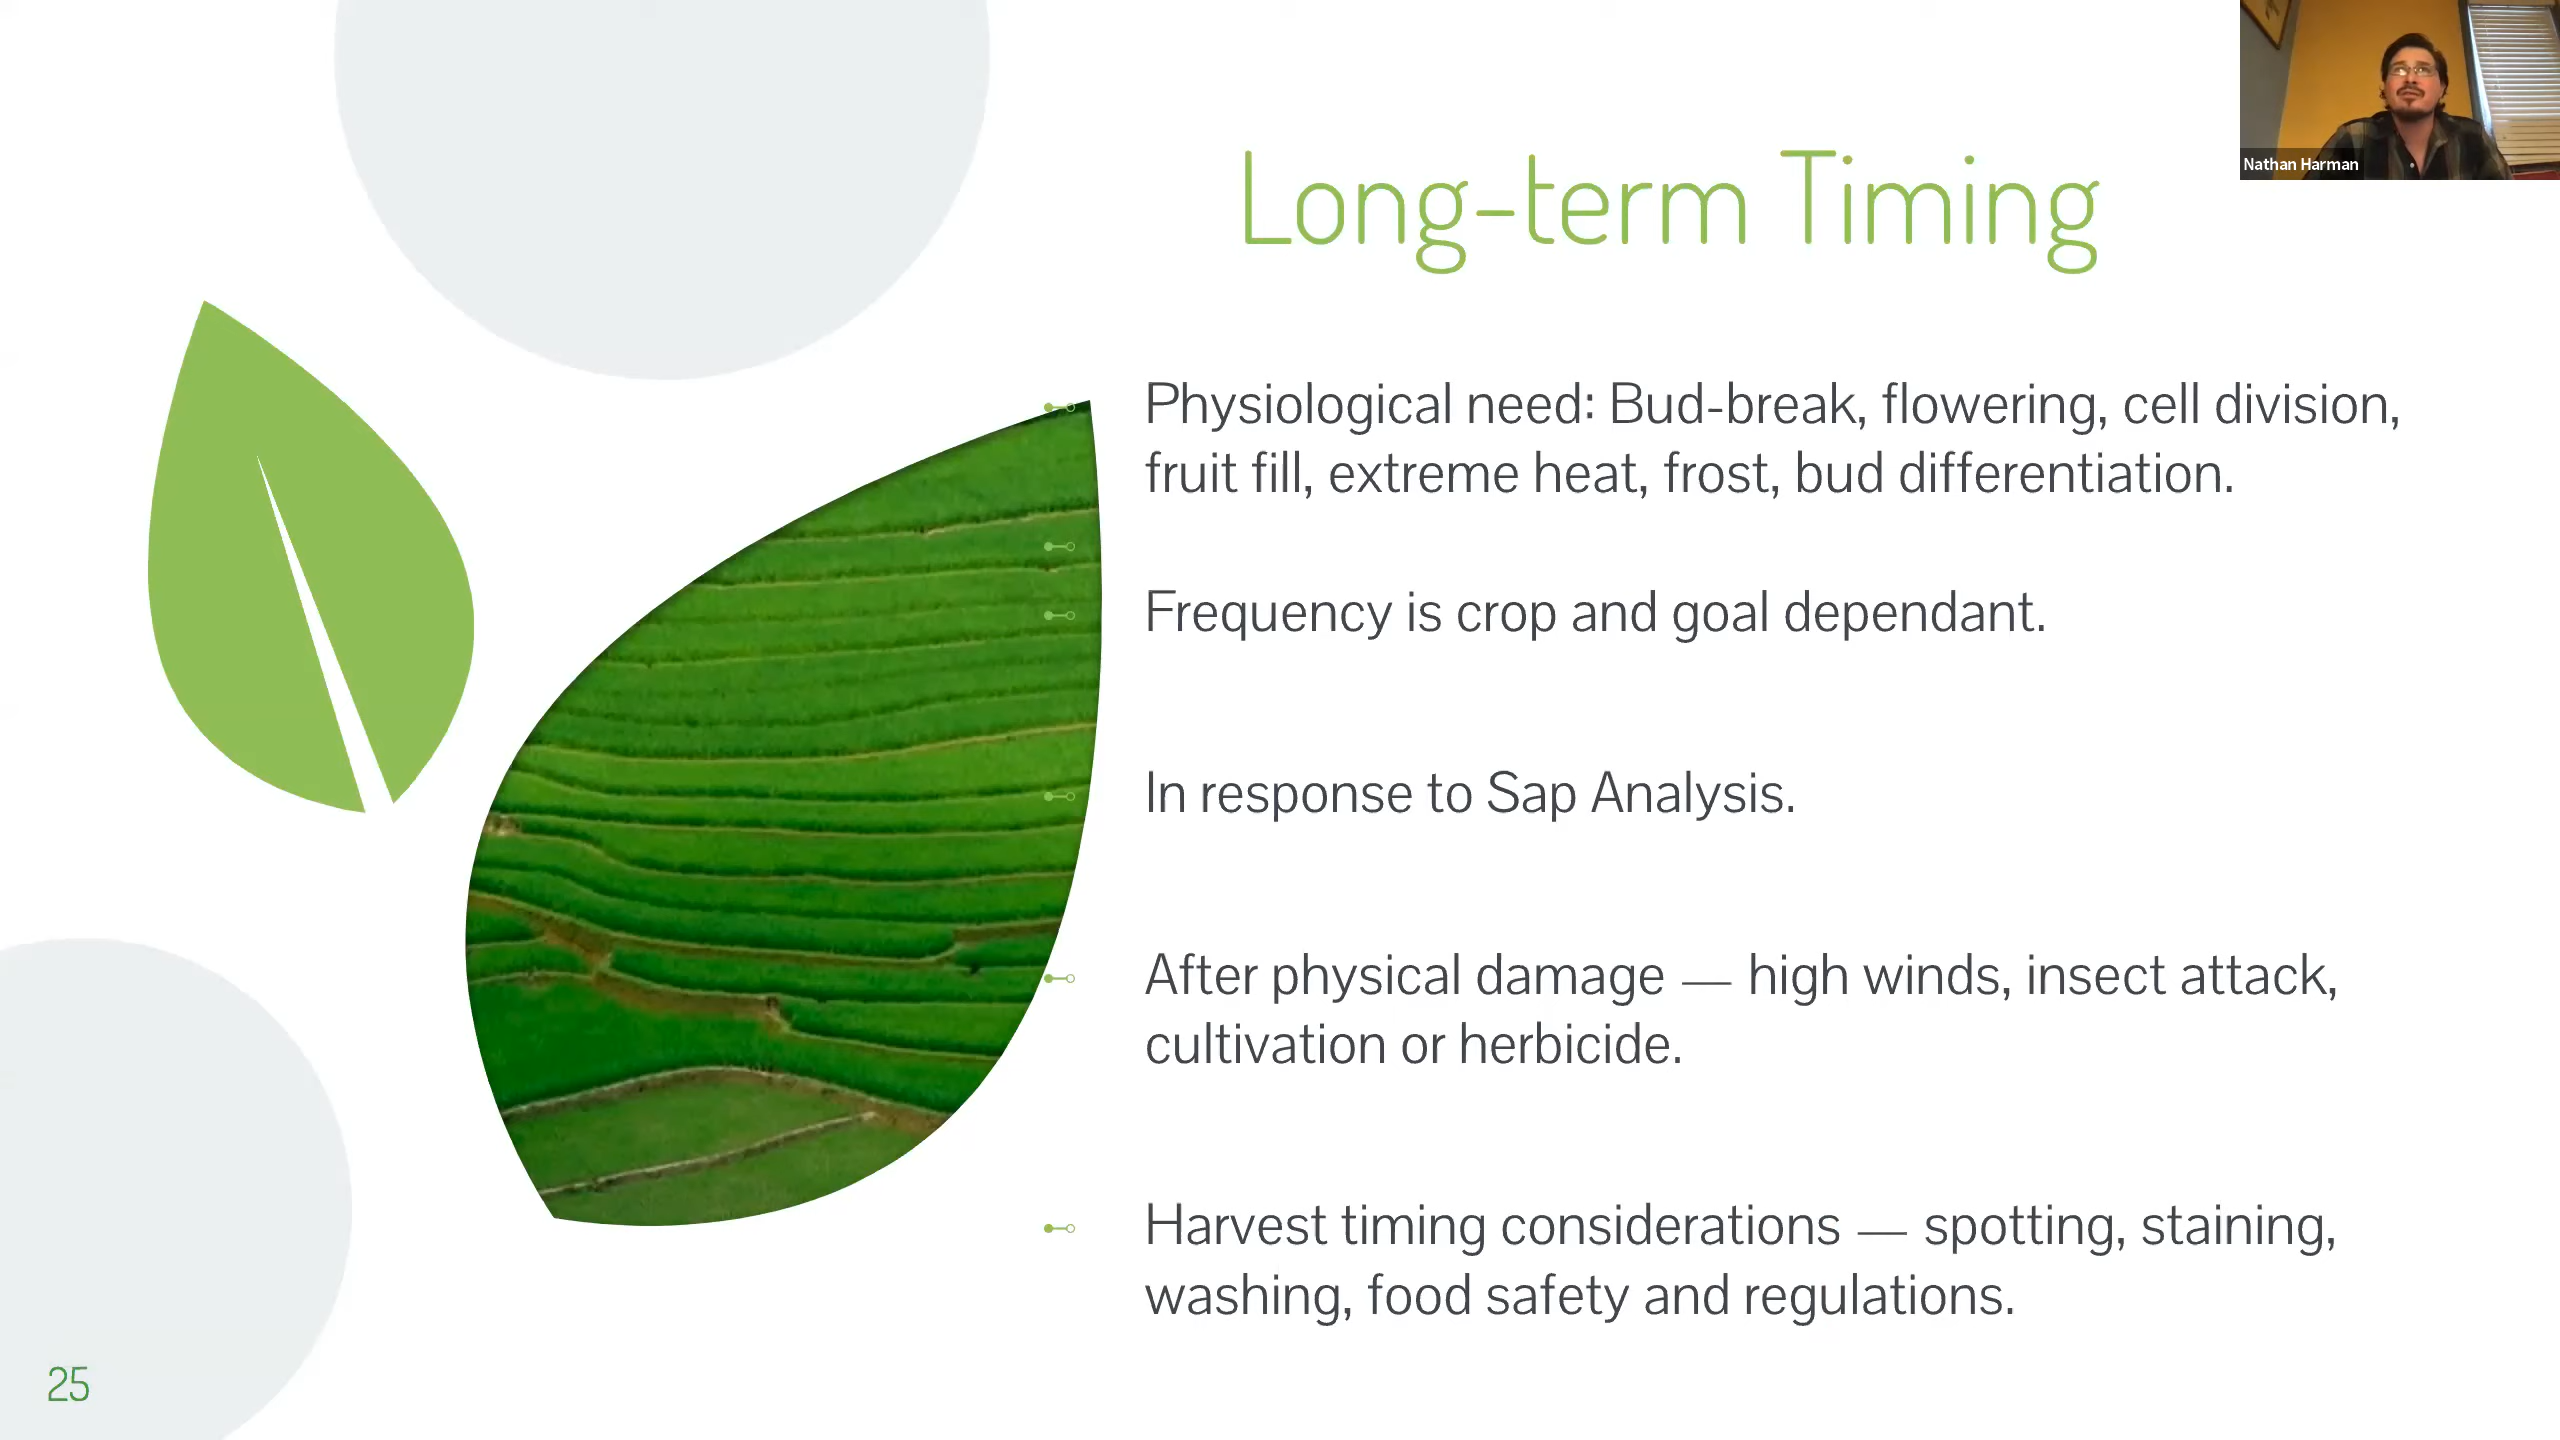 Nathan Harman
Long-term Timing
Physiological need: Bud-break, flowering, cell division,
fruit fill, extreme heat, frost, bud differentiation.
Frequency is crop and goal dependant.
In response to Sap Analysis.
After physical damage — high winds, insect attack,
cultivation or herbicide.
Harvest timing considerations — spotting, staining,
washing, food safety and regulations.
25